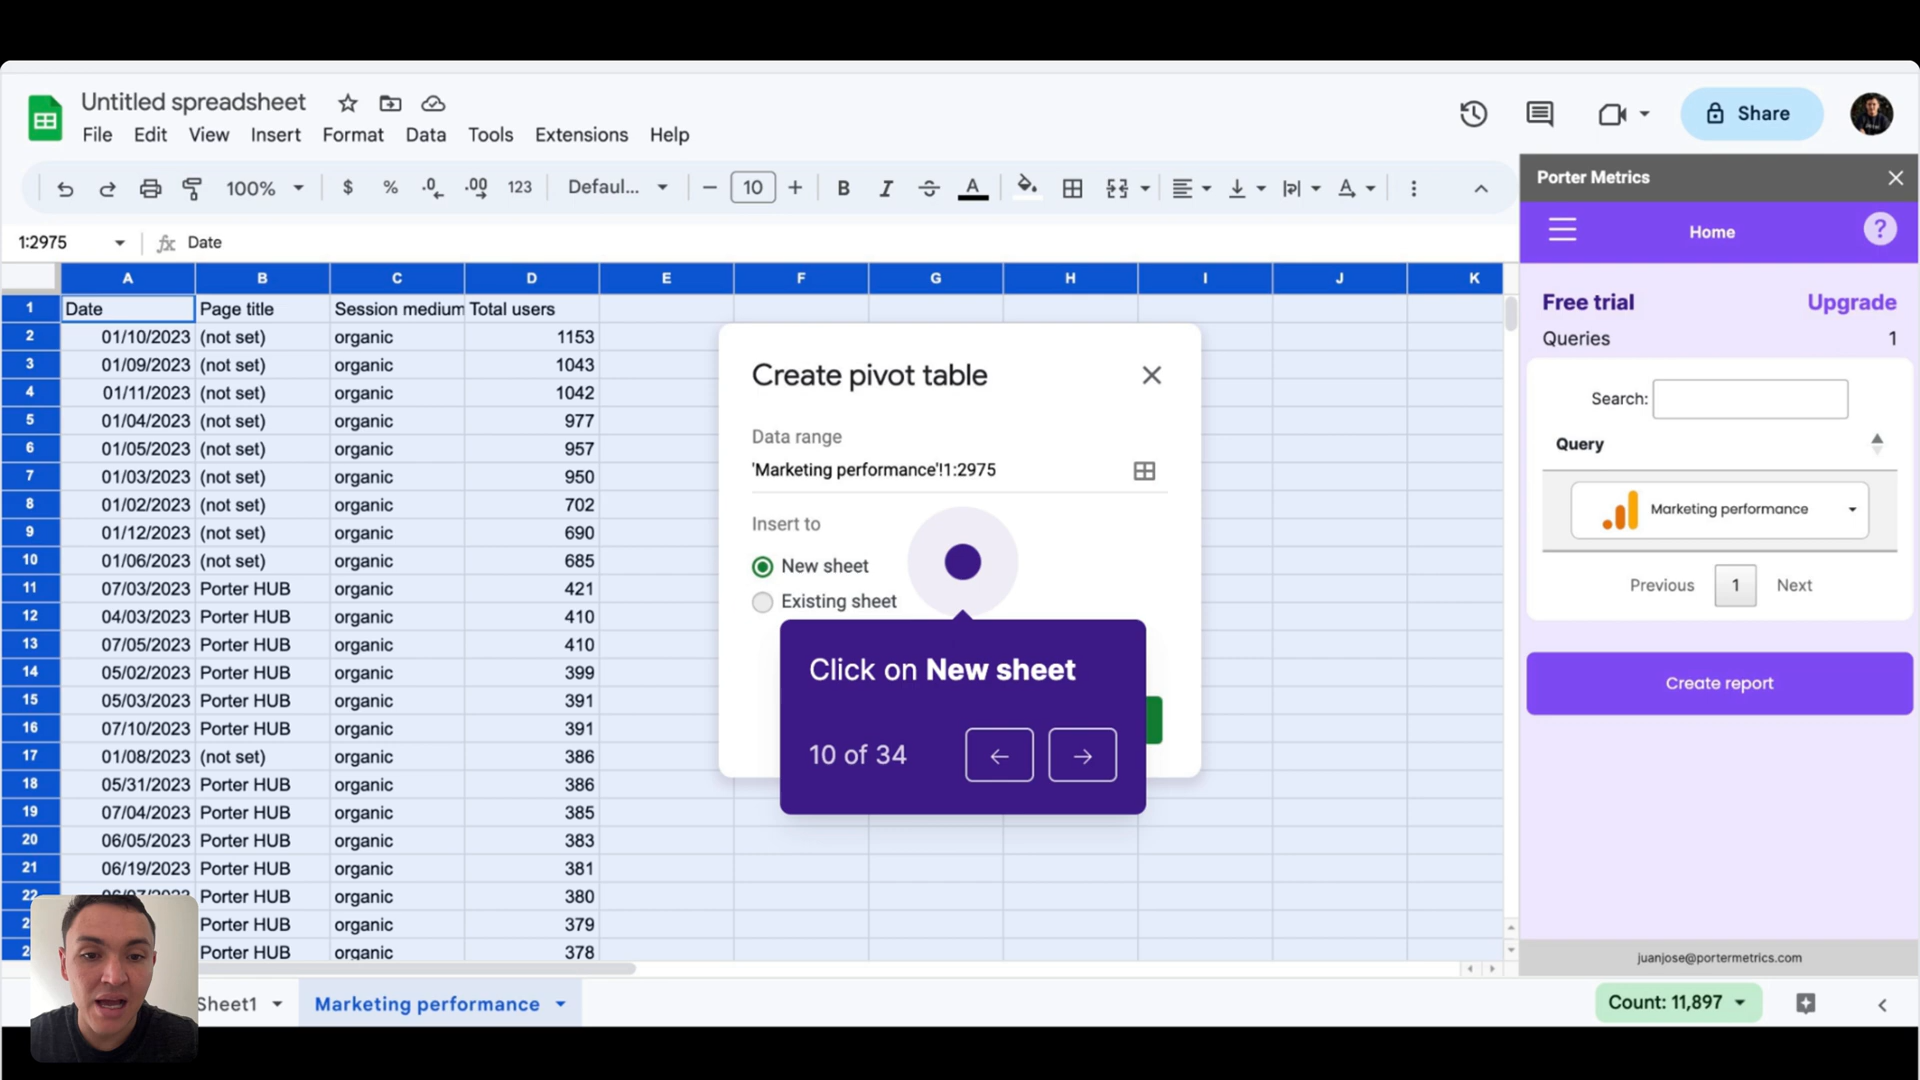 Untitled spreadsheet
File Edit View Insert Format Data Tools Extensions Help
Share
100% $ % .0 .00 123 Defaul... − 10 + B I A
1:2975 fx Date
A B C D E F G H I J K
1 Date Page title Session medium Total users
2 01/10/2023 (not set) organic 1153
3 01/09/2023 (not set) organic 1043
4 01/11/2023 (not set) organic 1042
5 01/04/2023 (not set) organic 977
6 01/05/2023 (not set) organic 957
7 01/03/2023 (not set) organic 950
8 01/02/2023 (not set) organic 702
9 01/12/2023 (not set) organic 690
10 01/06/2023 (not set) organic 685
11 07/03/2023 Porter HUB organic 421
12 04/03/2023 Porter HUB organic 410
13 07/05/2023 Porter HUB organic 410
14 05/02/2023 Porter HUB organic 399
15 05/03/2023 Porter HUB organic 391
16 07/10/2023 Porter HUB organic 391
17 01/08/2023 (not set) organic 386
18 05/31/2023 Porter HUB organic 386
19 07/04/2023 Porter HUB organic 385
20 06/05/2023 Porter HUB organic 383
21 06/19/2023 Porter HUB organic 381
22 Porter HUB organic 380
Porter HUB organic 379
Porter HUB organic 378
Sheet1 Marketing performance
Count: 11,897
Create pivot table
Data range
'Marketing performance'!1:2975
Insert to
New sheet
Existing sheet
Click on New sheet
10 of 34 ← →
Porter Metrics
Home ?
Free trial Upgrade
Queries 1
Search:
Query
Marketing performance
Previous 1 Next
Create report
juanjose@portermetrics.com